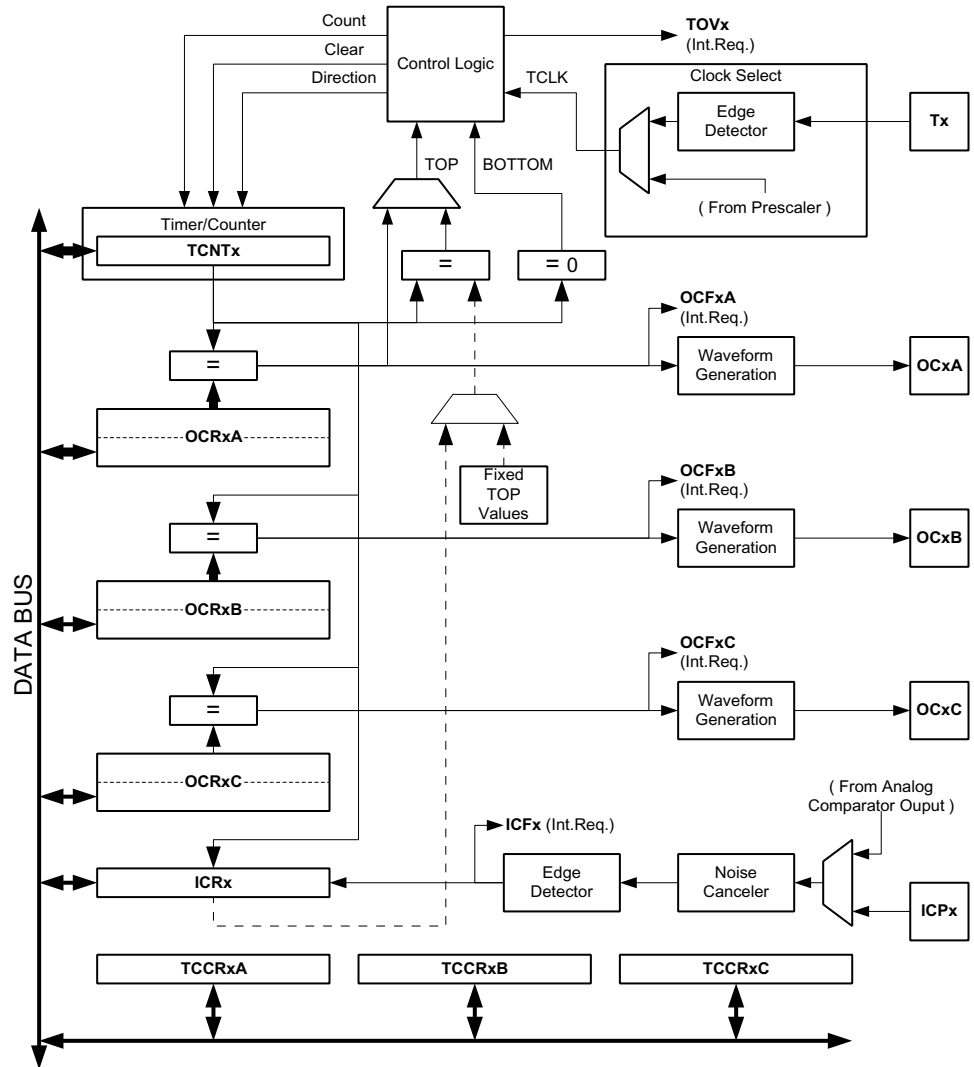 Count
Clear
Direction
Control Logic
TOVx
(Int.Req.)
Clock Select
TCLK
Edge
Detector
Tx
( From Prescaler )
TOP
BOTTOM
Timer/Counter
TCNTx
=
= 0
OCFxA
(Int.Req.)
=
Waveform
Generation
OCxA
OCRxA
Fixed
TOP
Values
OCFxB
(Int.Req.)
=
Waveform
Generation
OCxB
OCRxB
DATA BUS
OCFxC
(Int.Req.)
=
Waveform
Generation
OCxC
OCRxC
( From Analog
Comparator Ouput )
ICFx (Int.Req.)
ICRx
Edge
Detector
Noise
Canceler
ICPx
TCCRxA
TCCRxB
TCCRxC